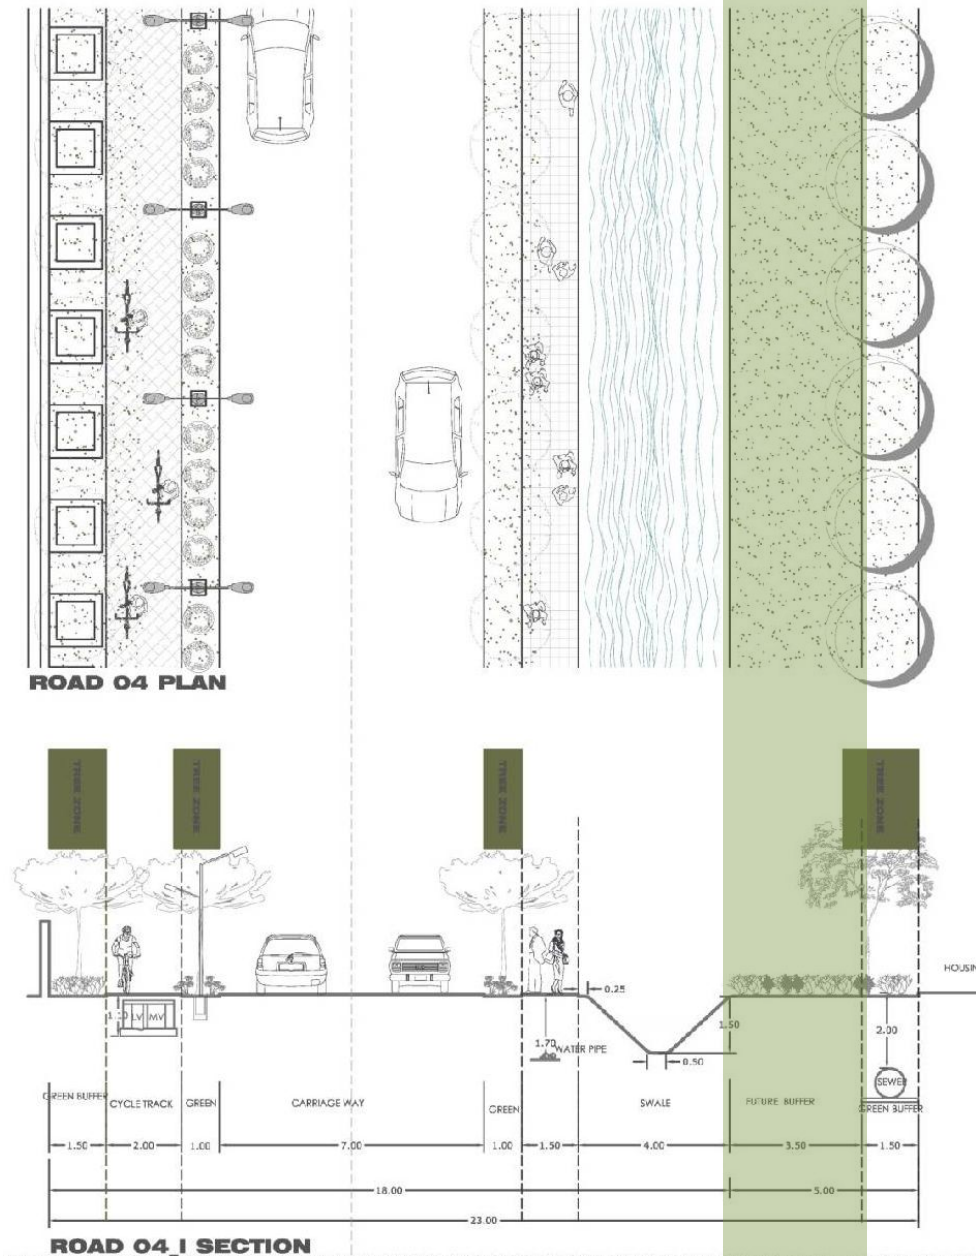 ROAD 04 PLAN
TREE ZONE
TREE ZONE
TREE ZONE
TREE ZONE
HOUSIN
0.25
1.10
LV MV
1.70
WATER PIPE
0.50
1.50
2.00
SEWER
GREEN BUFFER
CYCLE TRACK
GREEN
CARRIAGE WAY
GREEN
SWALE
FUTURE BUFFER
GREEN BUFFER
1.50
2.00
1.00
7.00
1.00
1.50
4.00
3.50
1.50
18.00
5.00
23.00
ROAD 04_I SECTION